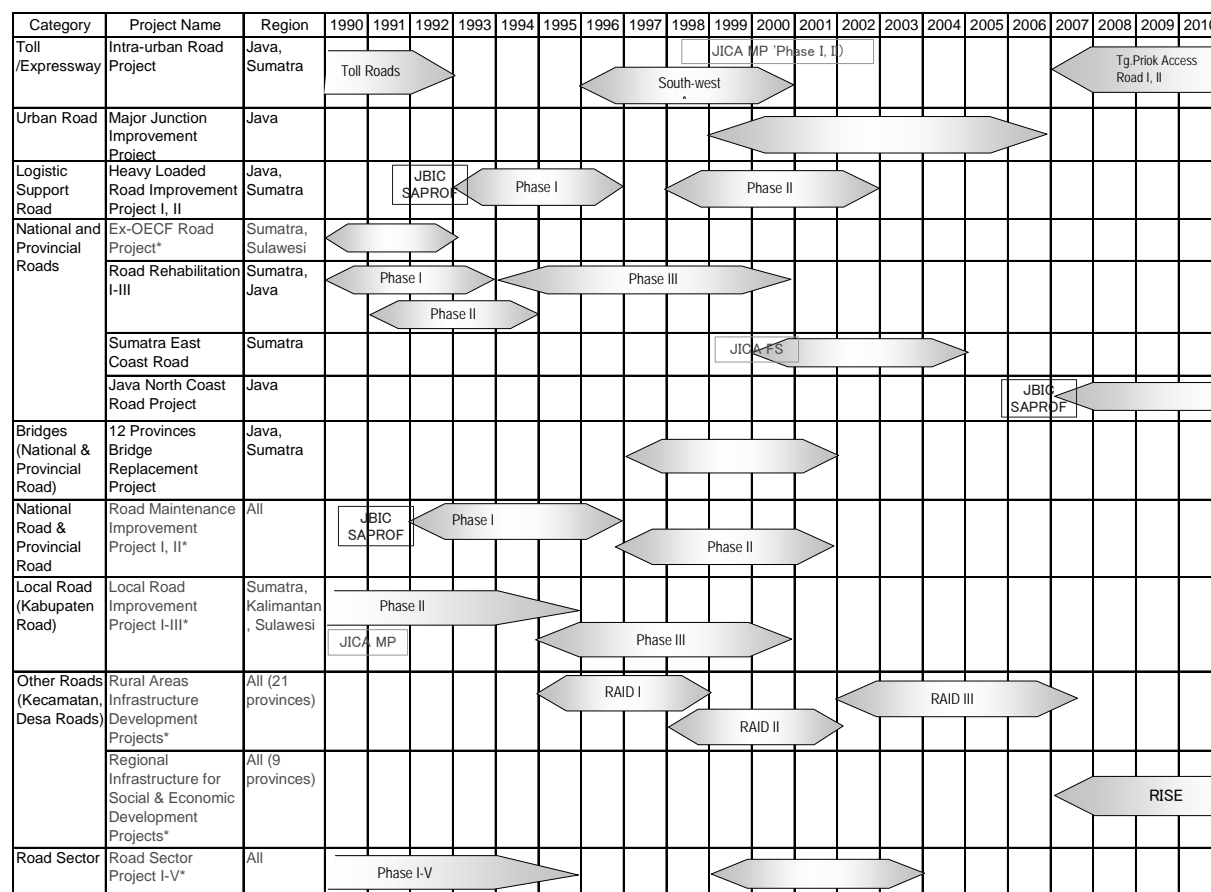 Category Project Name Region 1990 1991 1992 1993 1994 1995 1996 1997 1998 1999 2000 2001 2002 2003 2004 2005 2006 2007 2008 2009 2010
Toll
/Expressway
Intra-urban Road
Project
Java,
Sumatra
Toll Roads
JICA MP 'Phase I, II)
South-west
Tg.Priok Access
Road I, II
Urban Road
Major Junction
Improvement
Project
Java
Logistic
Support
Road
Heavy Loaded
Road Improvement
Project I, II
Java,
Sumatra
JBIC
SAPROF
Phase I
Phase II
National and
Provincial
Roads
Ex-OECF Road
Project*
Sumatra,
Sulawesi
Road Rehabilitation
I-III
Sumatra,
Java
Phase I
Phase III
Phase II
Sumatra East
Coast Road
Sumatra
JICA FS
Java North Coast
Road Project
Java
JBIC
SAPROF
Bridges
(National &
Provincial
Road)
12 Provinces
Bridge
Replacement
Project
Java,
Sumatra
National
Road &
Provincial
Road
Road Maintenance
Improvement
Project I, II*
All
JBIC
SAPROF
Phase I
Phase II
Local Road
(Kabupaten
Road)
Local Road
Improvement
Project I-III*
Sumatra,
Kalimantan
, Sulawesi
Phase II
JICA MP
Phase III
Other Roads
(Kecamatan,
Desa Roads)
Rural Areas
Infrastructure
Development
Projects*
All (21
provinces)
RAID I
RAID II
RAID III
Regional
Infrastructure for
Social & Economic
Development
Projects*
All (9
provinces)
RISE
Road Sector
Road Sector
Project I-V*
All
Phase I-V